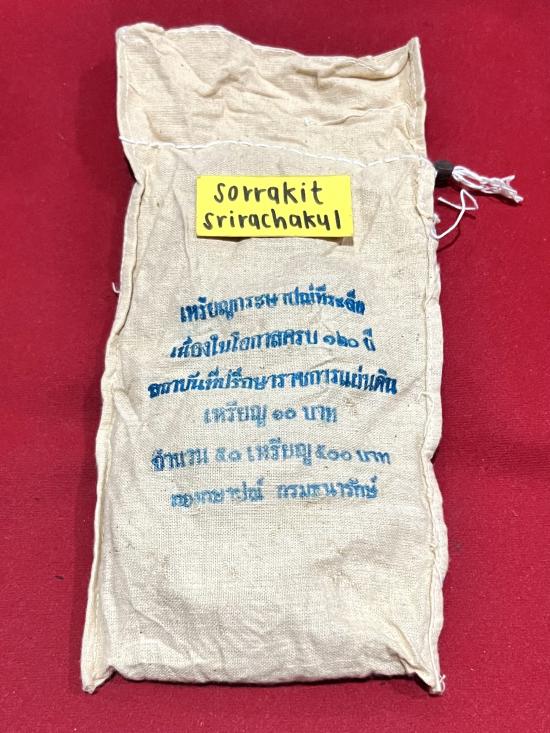 sorrakit
srirachakul
เหรียญกระษาปณ์ที่ระลึก
เนื่องในโอกาสครบ ๑๒๐ ปี
สถาบันที่ปรึกษาราชการแผ่นดิน
เหรียญ ๑๐ บาท
จำนวน ๕๐ เหรียญ ๕๐๐ บาท
กองกษาปณ์ กรมธนารักษ์